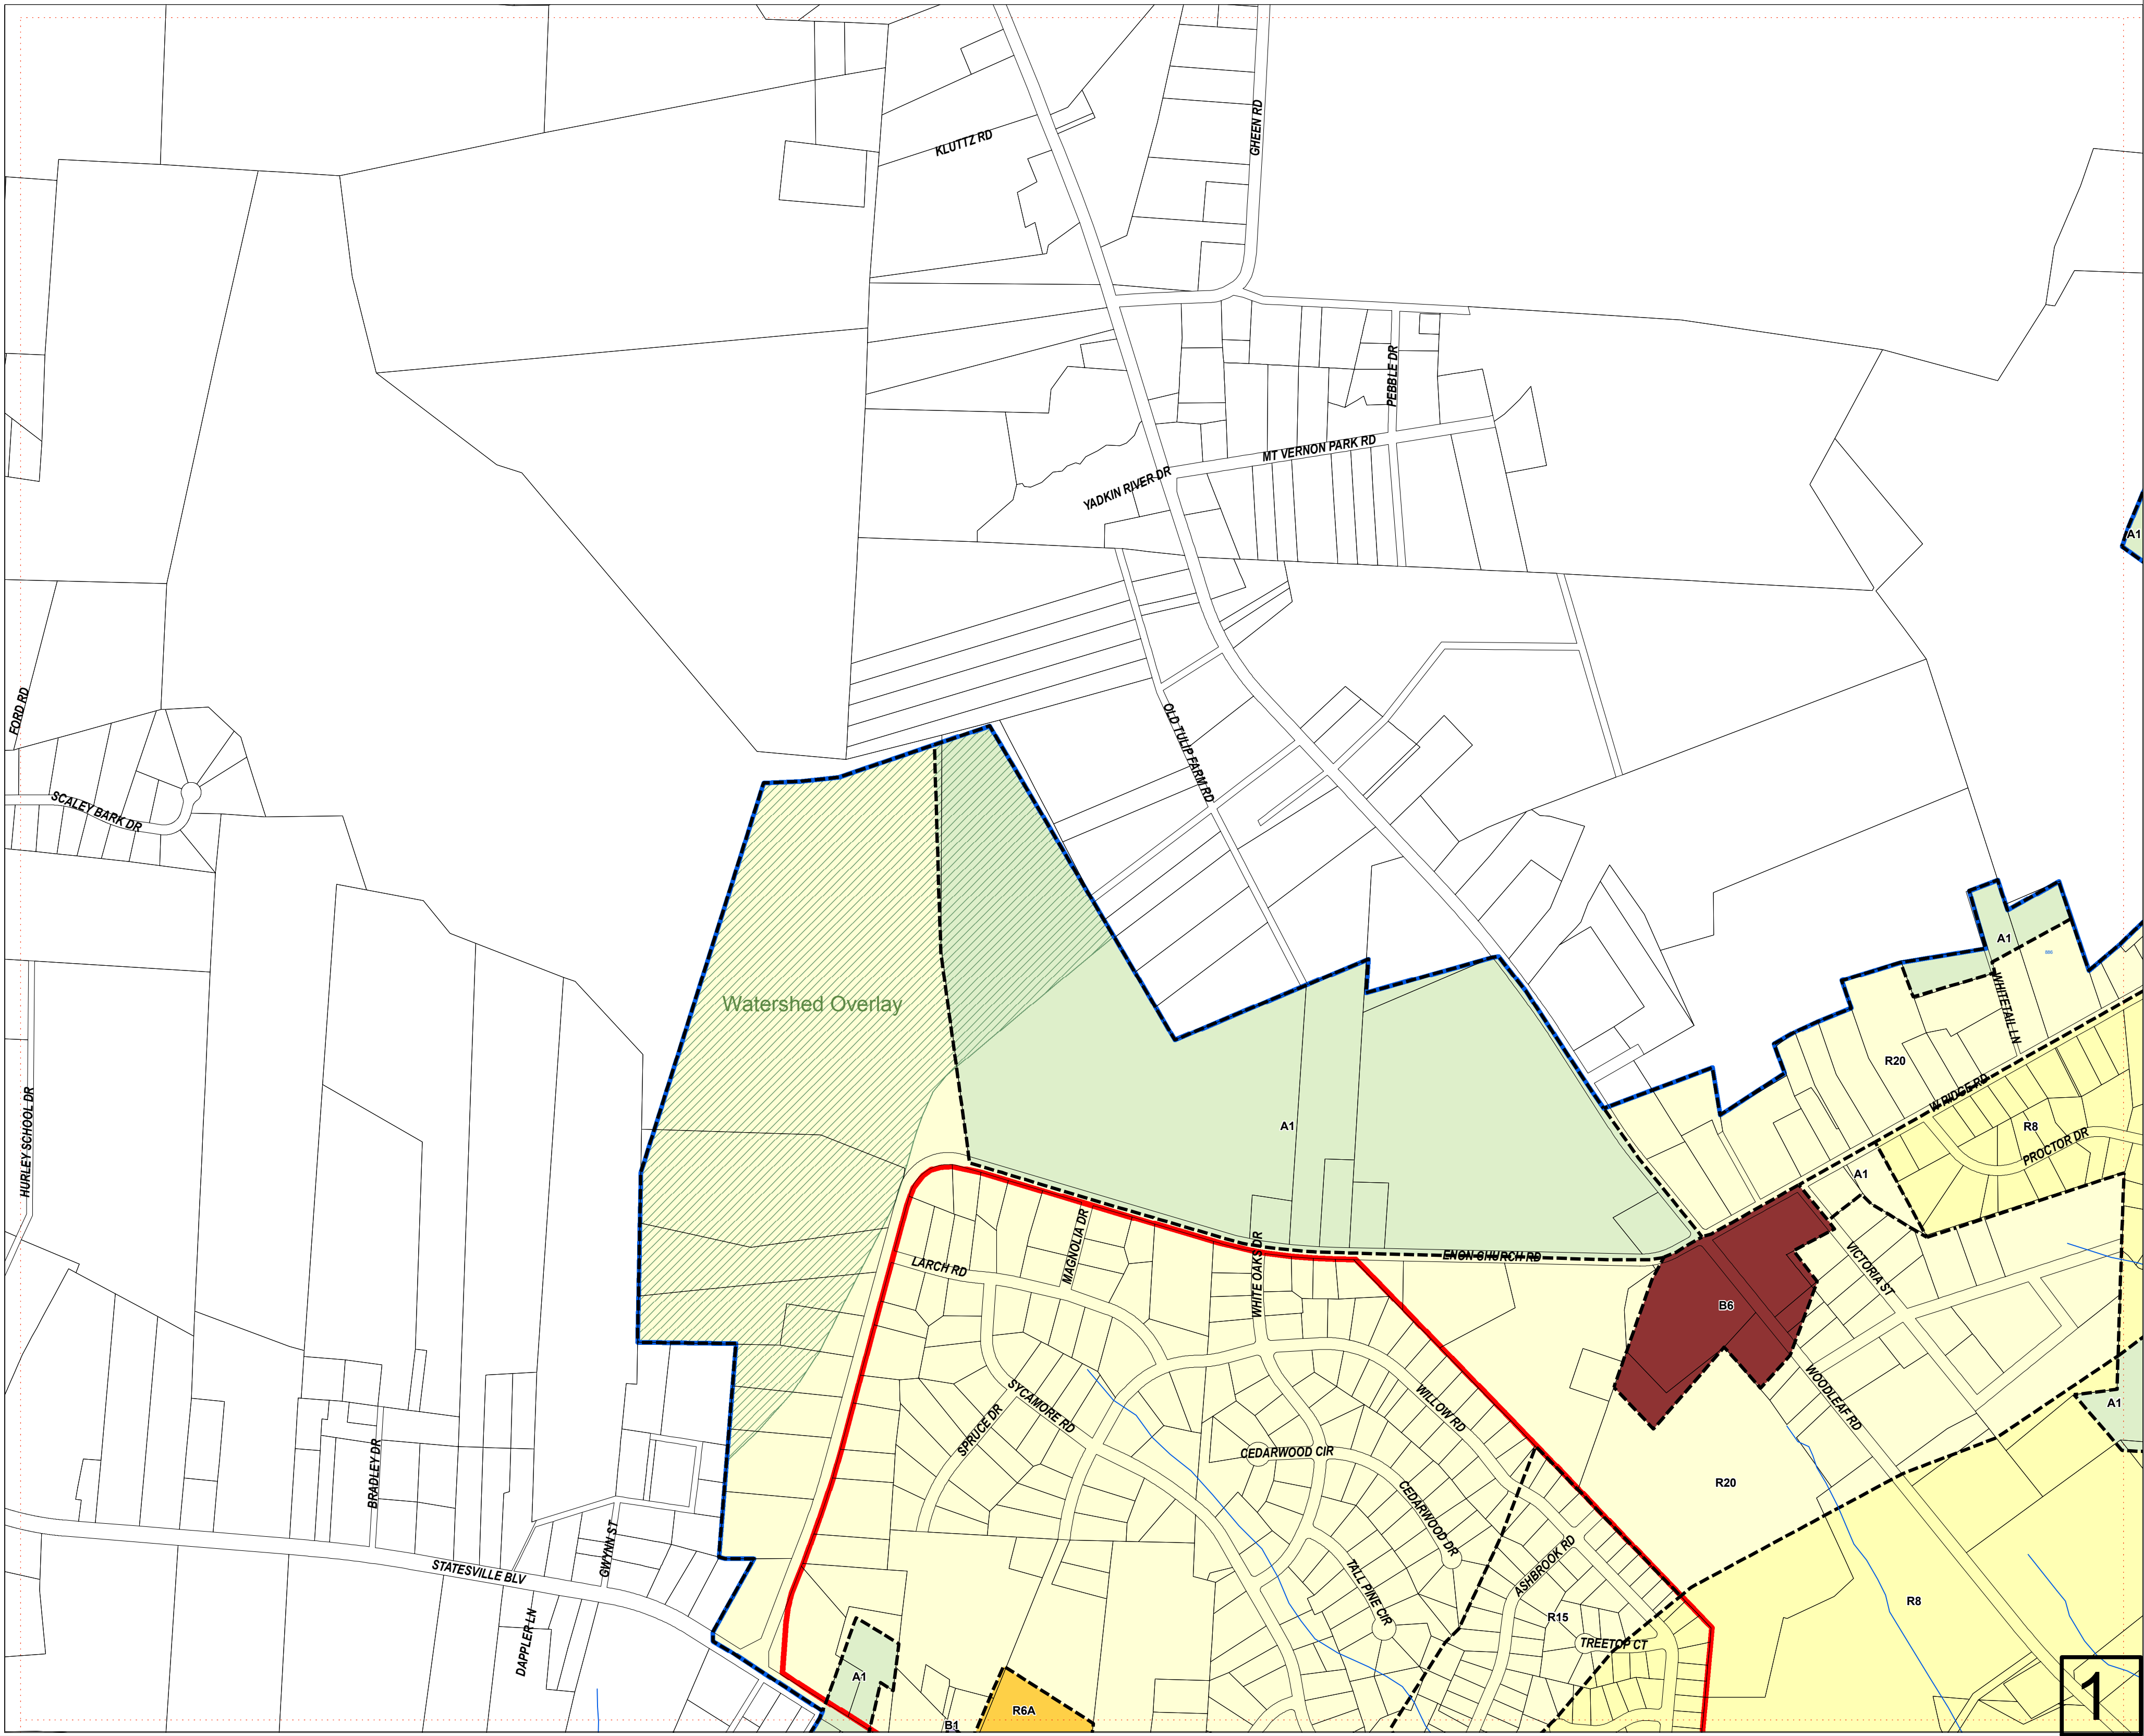 GHEEN RD
KLUTTZ RD
PEBBLE DR
MT VERNON PARK RD
YADKIN RIVER DR
A1
FORD RD
OLD TULIP FARM RD
SCALEY BARK DR
A1
Watershed Overlay
WHITETAIL LN
R20
W RIDGE RD
HURLEY SCHOOL DR
A1
R8
PROCTOR DR
A1
MAGNOLIA DR
WHITE OAKS DR
ENON CHURCH RD
VICTORIA ST
LARCH RD
B6
SYCAMORE RD
WILLOW RD
WOODLEAF RD
A1
SPRUCE DR
CEDARWOOD CIR
BRADLEY DR
R20
CEDARWOOD DR
GWYNN ST
STATESVILLE BLV
TALL PINE CIR
ASHBROOK RD
R8
R15
DAPPLER LN
TREETOP CT
A1
1
R6A
B1